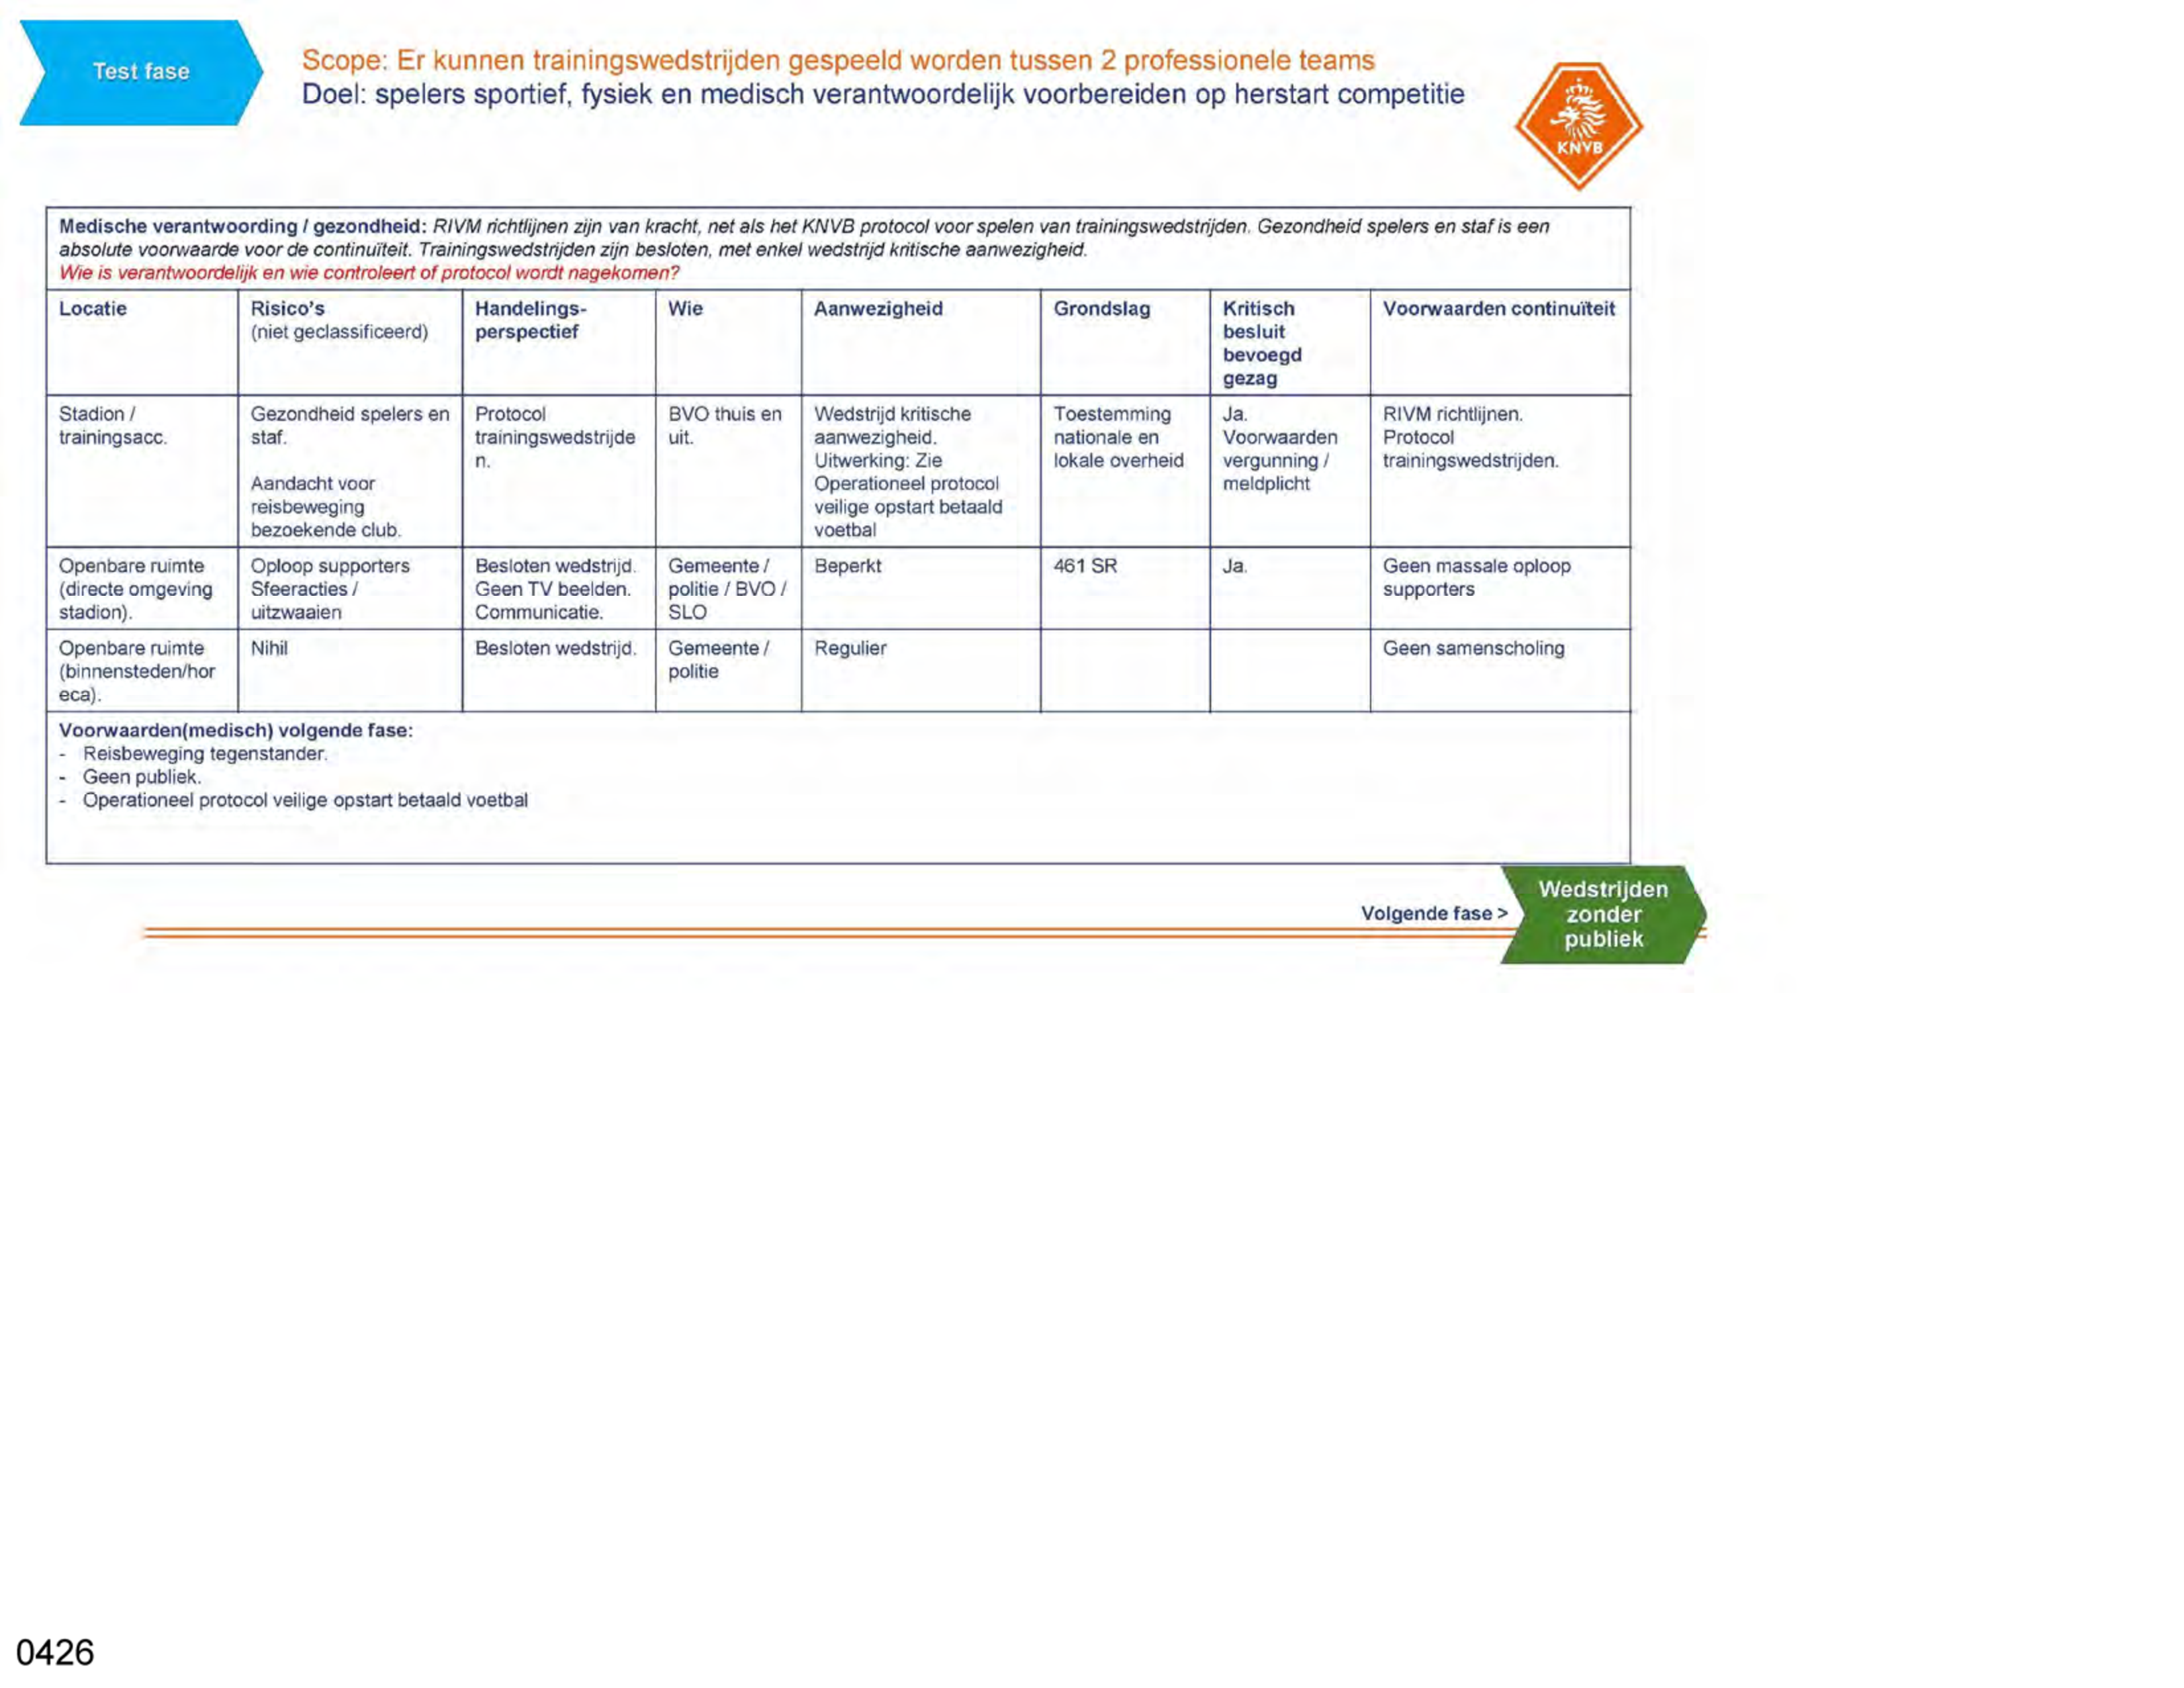 Test fase
Scope: Er kunnen trainingswedstrijden gespeeld worden tussen 2 professionele teams
Doel: spelers sportief, fysiek en medisch verantwoordelijk voorbereiden op herstart competitie
KNVB
Medische verantwoording / gezondheid: RIVM richtlijnen zijn van kracht, net als het KNVB protocol voor spelen van trainingswedstrijden. Gezondheid spelers en staf is een
absolute voorwaarde voor de continuïteit. Trainingswedstrijden zijn besloten, met enkel wedstrijd kritische aanwezigheid.
Wie is verantwoordelijk en wie controleert of protocol wordt nagekomen?
Locatie
Risico's
(niet geclassificeerd)
Handelings-
perspectief
Wie
Aanwezigheid
Grondslag
Kritisch
besluit
bevoegd
gezag
Voorwaarden continuïteit
Stadion /
trainingsacc.
Gezondheid spelers en
staf.
Aandacht voor
reisbeweging
bezoekende club.
Protocol
trainingswedstrijde
n.
BVO thuis en
uit.
Wedstrijd kritische
aanwezigheid.
Uitwerking: Zie
Operationeel protocol
veilige opstart betaald
voetbal
Toestemming
nationale en
lokale overheid
Ja.
Voorwaarden
vergunning /
meldplicht
RIVM richtlijnen.
Protocol
trainingswedstrijden.
Openbare ruimte
(directe omgeving
stadion).
Oploop supporters
Sfeeracties /
uitzwaaien
Besloten wedstrijd.
Geen TV beelden.
Communicatie.
Gemeente /
politie / BVO /
SLO
Beperkt
461 SR
Ja.
Geen massale oploop
supporters
Openbare ruimte
(binnensteden/hor
eca).
Nihil
Besloten wedstrijd.
Gemeente /
politie
Regulier
Geen samenscholing
Voorwaarden(medisch) volgende fase:
- Reisbeweging tegenstander.
- Geen publiek.
- Operationeel protocol veilige opstart betaald voetbal
Volgende fase >
Wedstrijden
zonder
publiek
0426